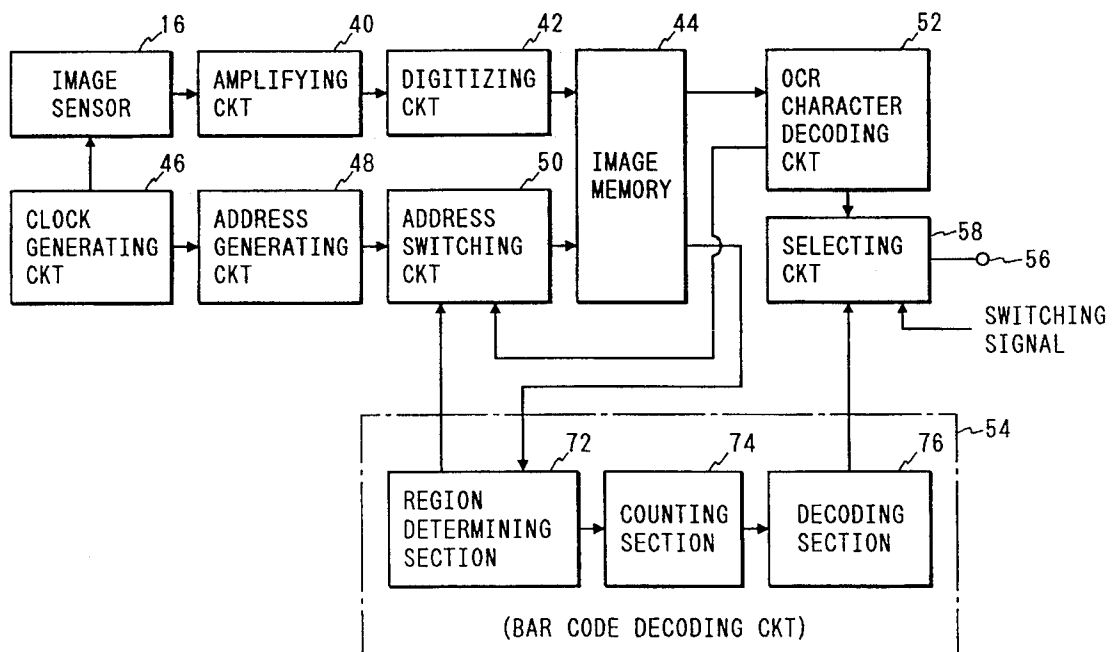 16
40
42
44
52
IMAGE
SENSOR
AMPLIFYING
CKT
DIGITIZING
CKT
IMAGE
MEMORY
OCR
CHARACTER
DECODING
CKT
46
48
50
CLOCK
GENERATING
CKT
ADDRESS
GENERATING
CKT
ADDRESS
SWITCHING
CKT
SELECTING
CKT
58
56
SWITCHING
SIGNAL
54
72
74
76
REGION
DETERMINING
SECTION
COUNTING
SECTION
DECODING
SECTION
(BAR CODE DECODING CKT)